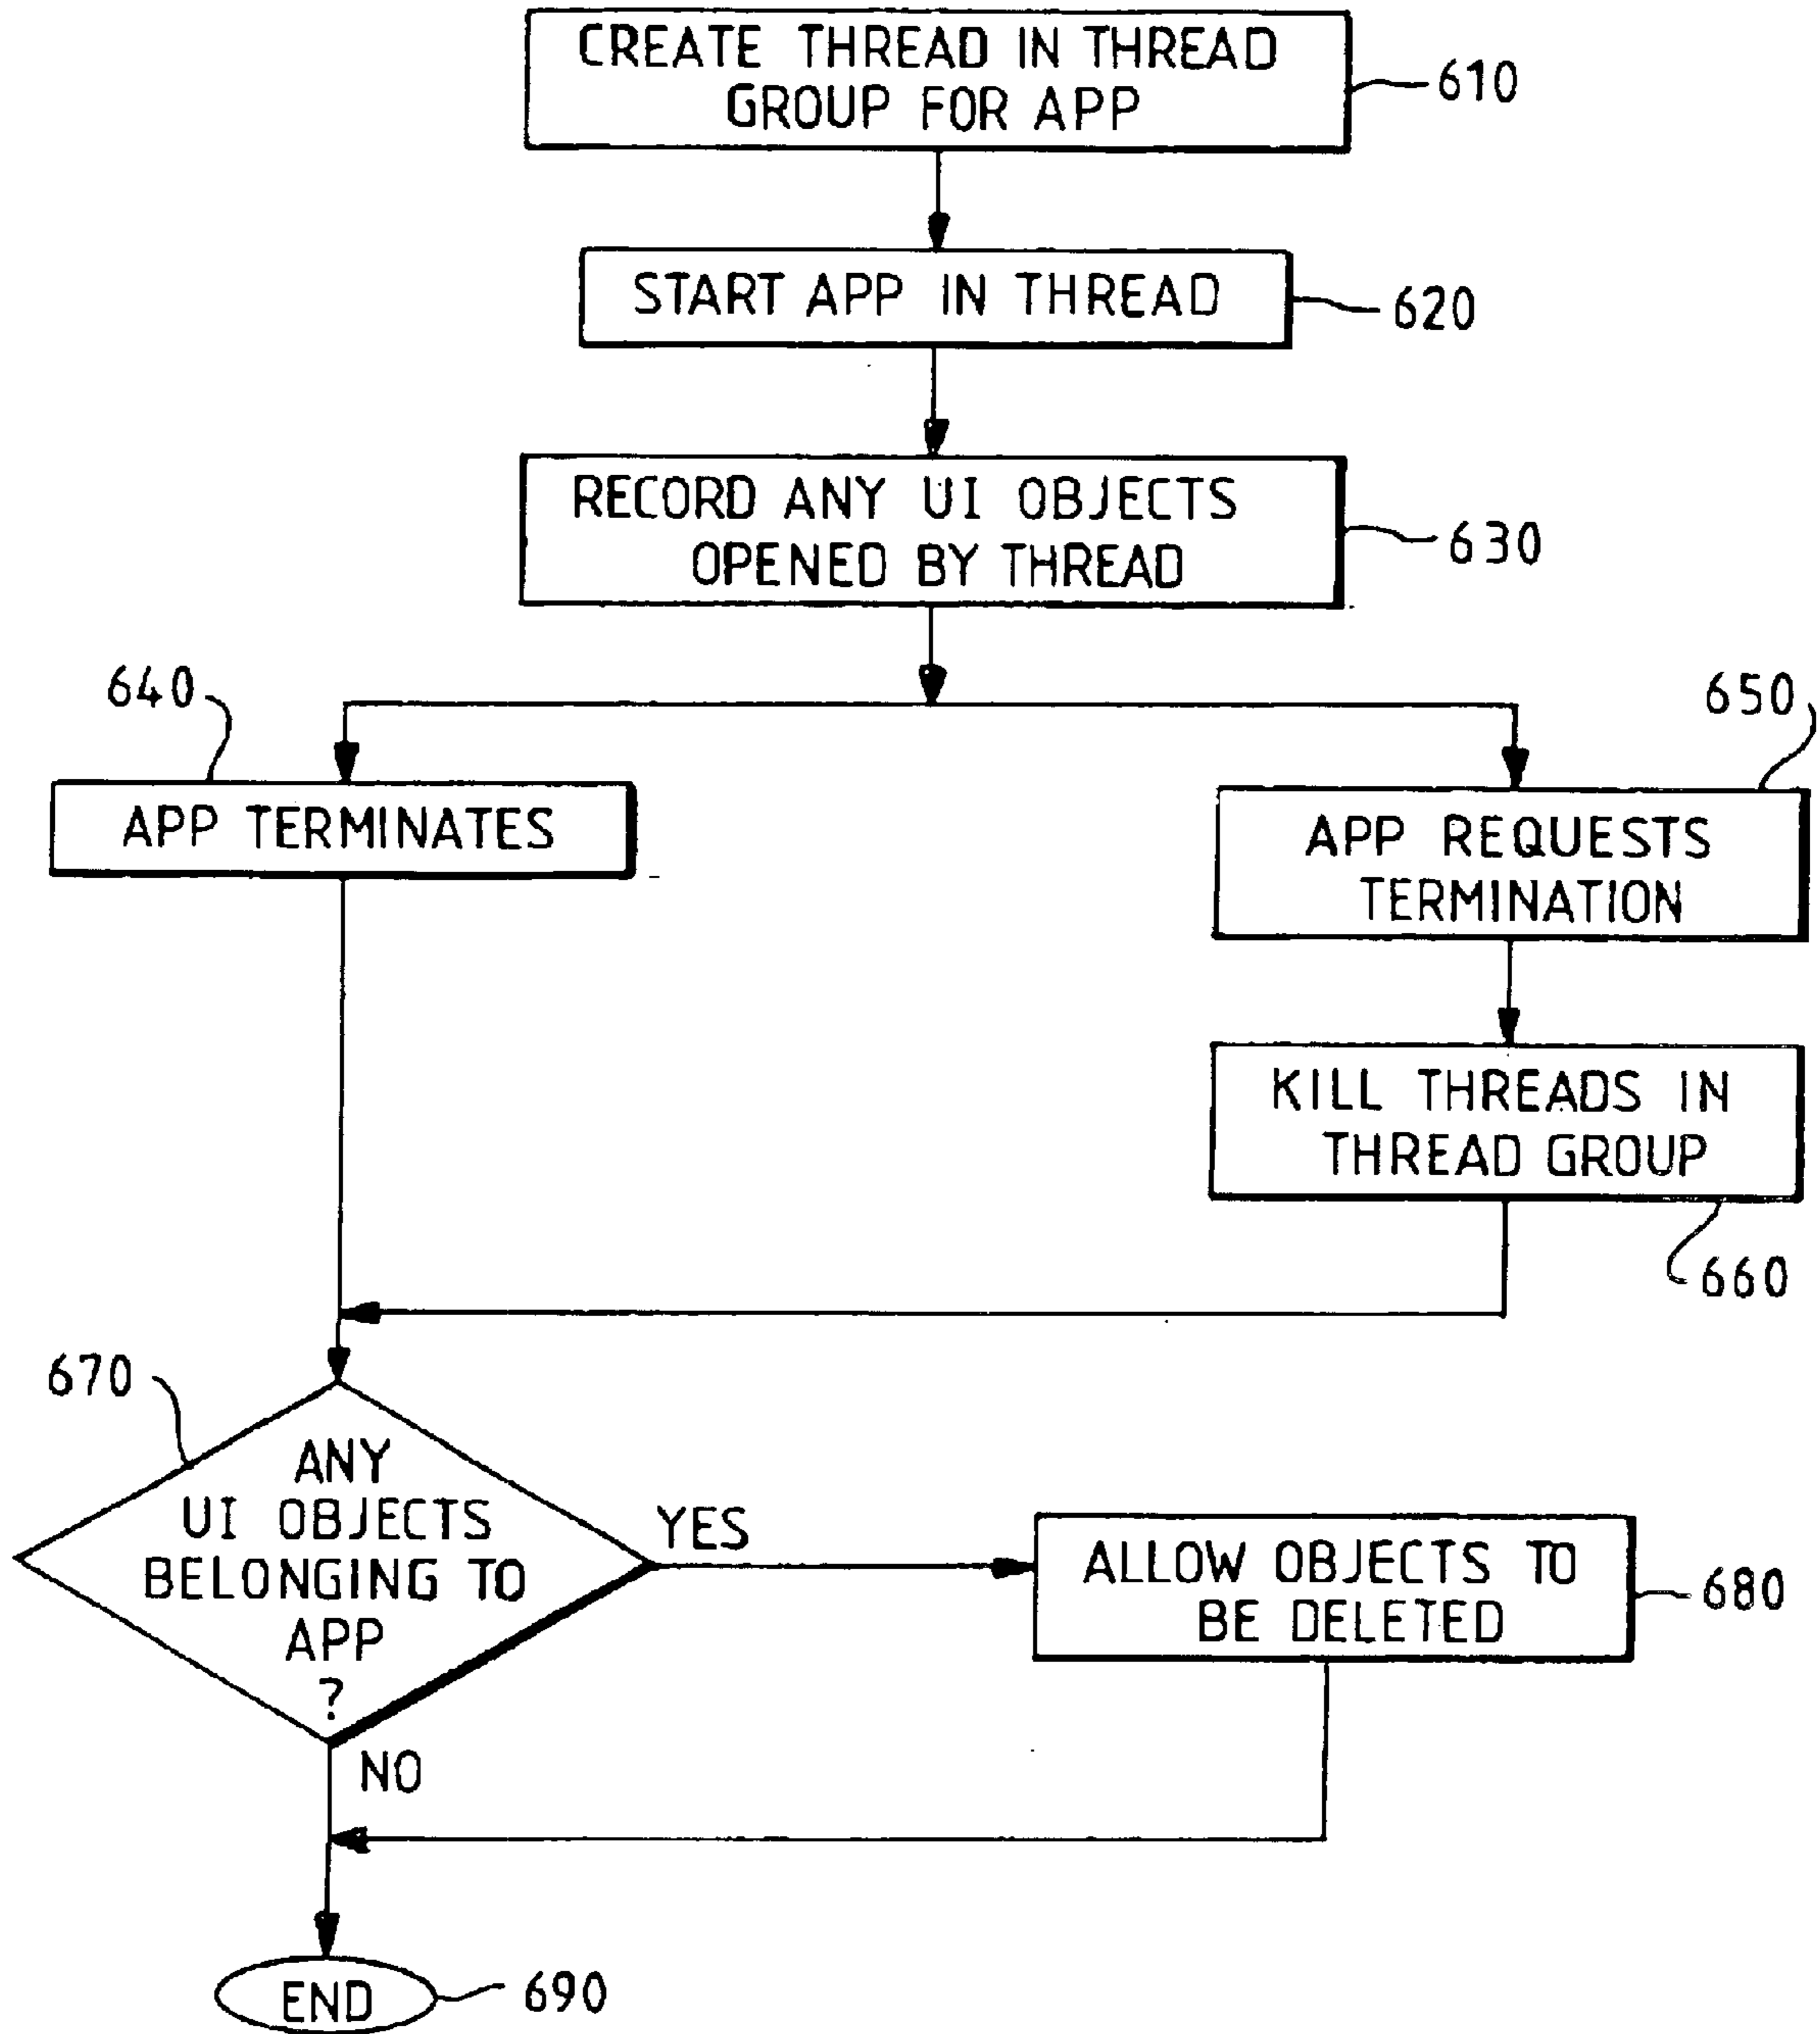 CREATE THREAD IN THREAD
GROUP FOR APP
610
START APP IN THREAD
620
RECORD ANY UI OBJECTS
OPENED BY THREAD
630
640
650
APP TERMINATES
APP REQUESTS
TERMINATION
KILL THREADS IN
THREAD GROUP
660
670
ANY
UI OBJECTS
BELONGING TO
APP
?
YES
ALLOW OBJECTS TO
BE DELETED
680
NO
END
690